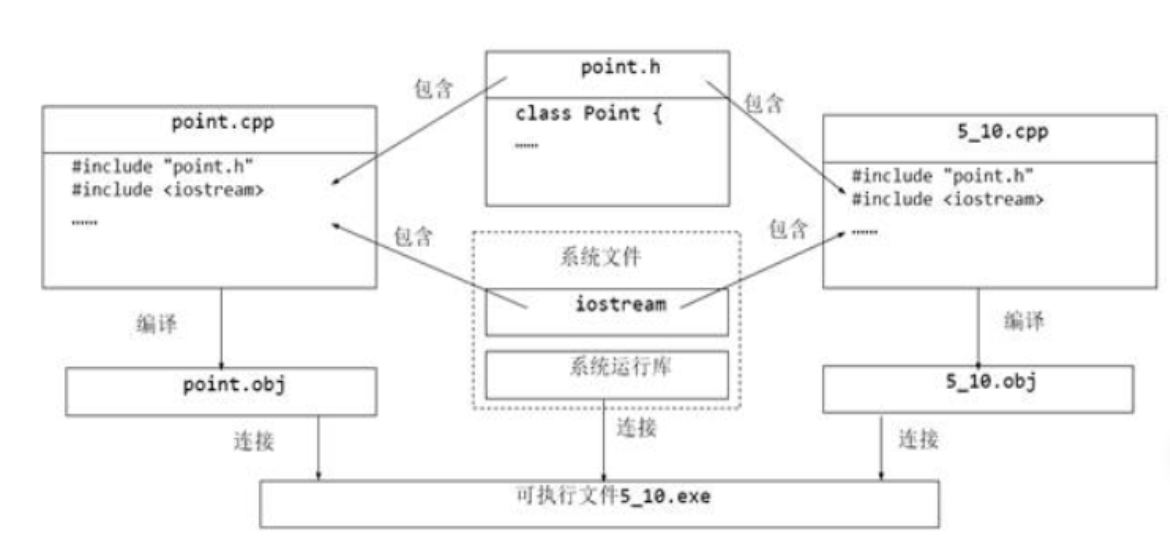 point.h
class Point {
……
包含
包含
point.cpp
#include "point.h"
#include <iostream>
……
5_10.cpp
#include "point.h"
#include <iostream>
……
包含
包含
系统文件
iostream
系统运行库
编译
编译
point.obj
5_10.obj
连接
连接
连接
可执行文件5_10.exe